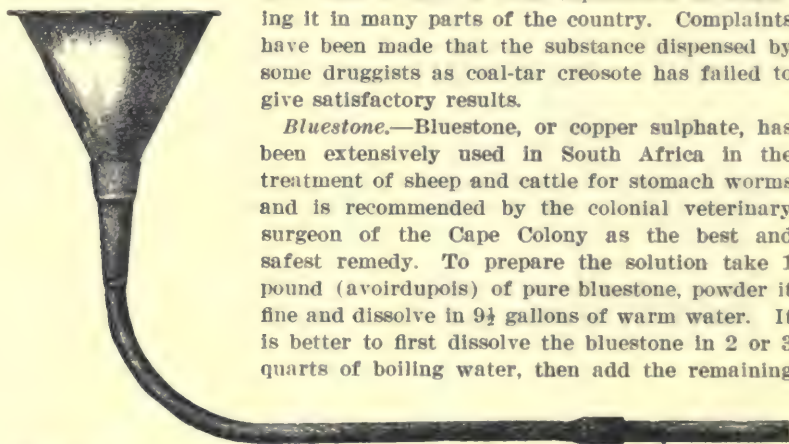 ing it in many parts of the country. Complaints
have been made that the substance dispensed by
some druggists as coal-tar creosote has failed to
give satisfactory results.
Bluestone.—Bluestone, or copper sulphate, has
been extensively used in South Africa in the
treatment of sheep and cattle for stomach worms
and is recommended by the colonial veterinary
surgeon of the Cape Colony as the best and
safest remedy. To prepare the solution take 1
pound (avoirdupois) of pure bluestone, powder it
fine and dissolve in 9½ gallons of warm water. It
is better to first dissolve the bluestone in 2 or 3
quarts of boiling water, then add the remaining